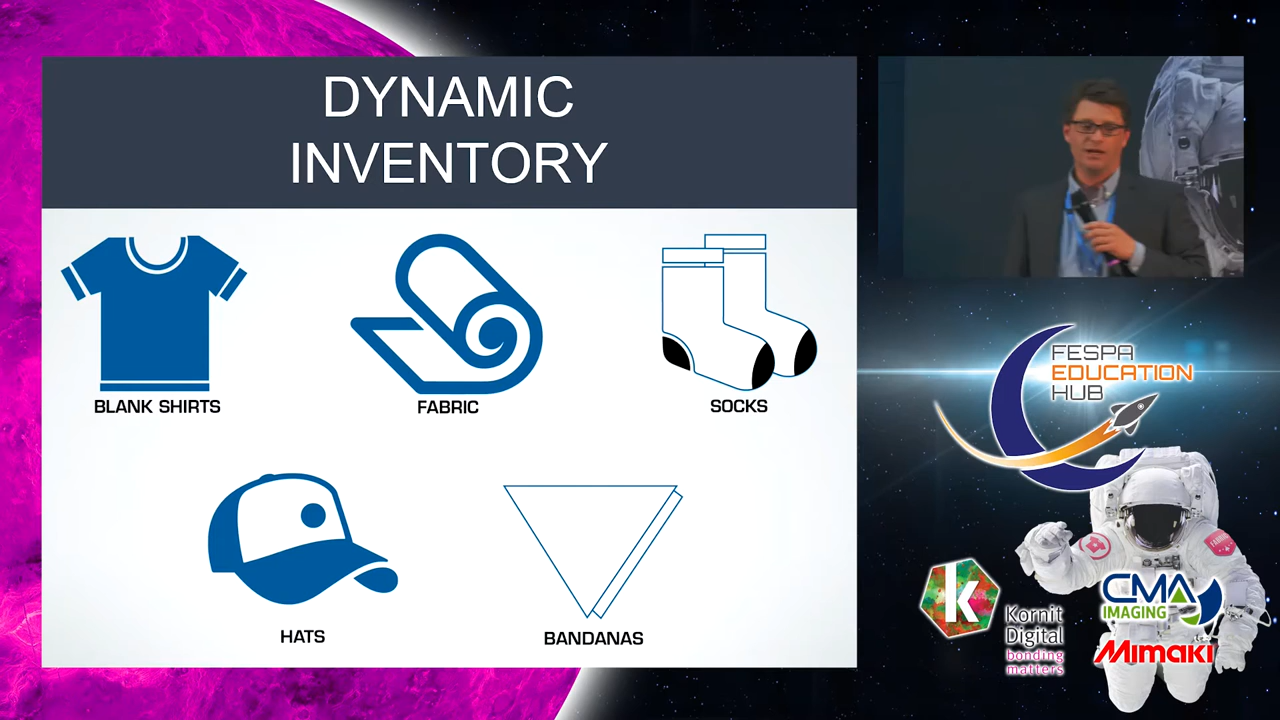 DYNAMIC
INVENTORY
BLANK SHIRTS
FABRIC
SOCKS
HATS
BANDANAS
FESPA
EDUCATION
HUB
k
Kornit
Digital
bonding
matters
CMA
IMAGING
Mimaki